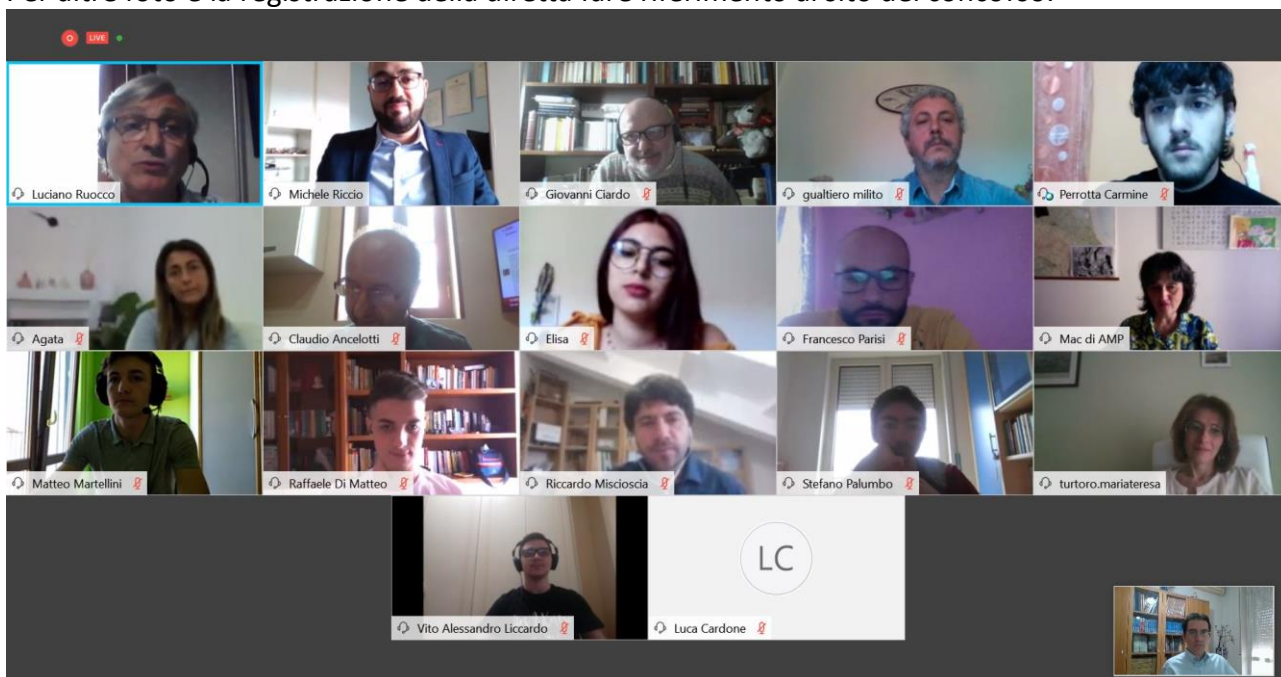 Per altre foto e la registrazione della diretta fare riferimento al sito del concorso.
LIVE
Luciano Ruocco
Michele Riccio
Giovanni Ciardo
gualtiero milito
Perrotta Carmine
Agata
Claudio Ancelotti
Elisa
Francesco Parisi
Mac di AMP
Matteo Martellini
Raffaele Di Matteo
Riccardo Miscioscia
Stefano Palumbo
turtoro.mariateresa
LC
Vito Alessandro Liccardo
Luca Cardone